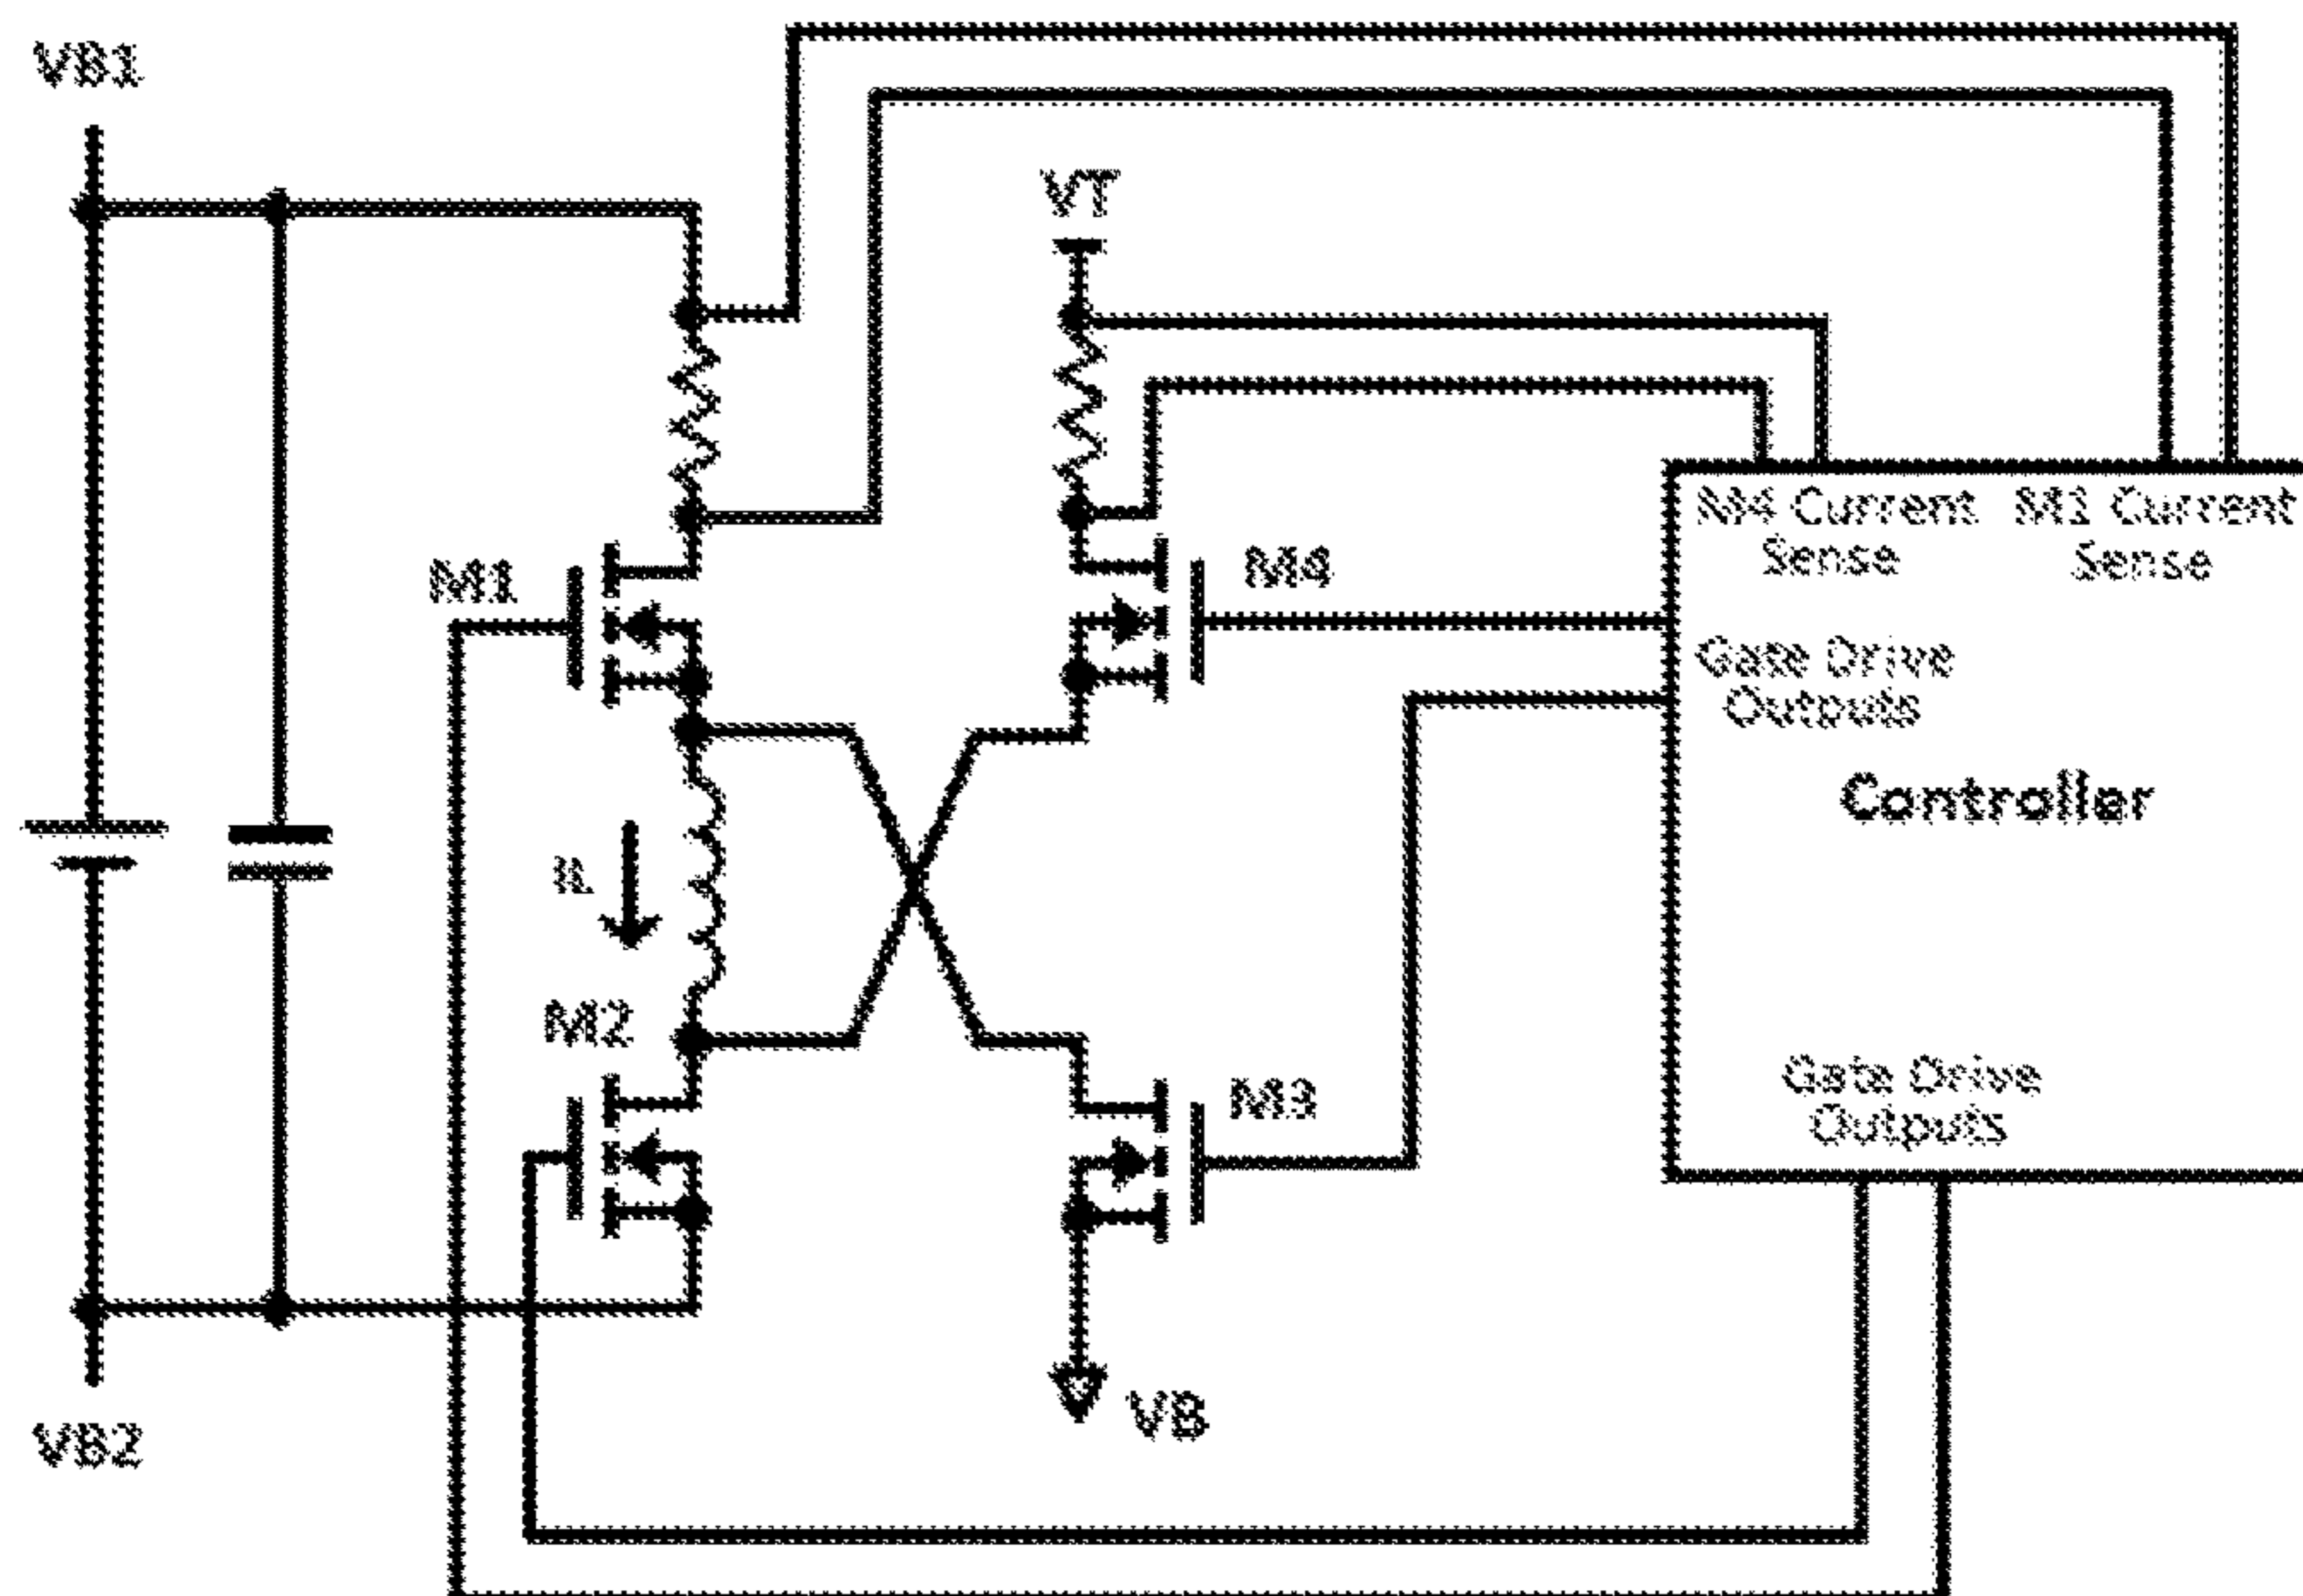 VB1
VT
M4 Current
Sense
M1 Current
Sense
M1
M4
Gate Drive
Outputs
Controller
IL
M2
M3
Gate Drive
Outputs
VB
VB2